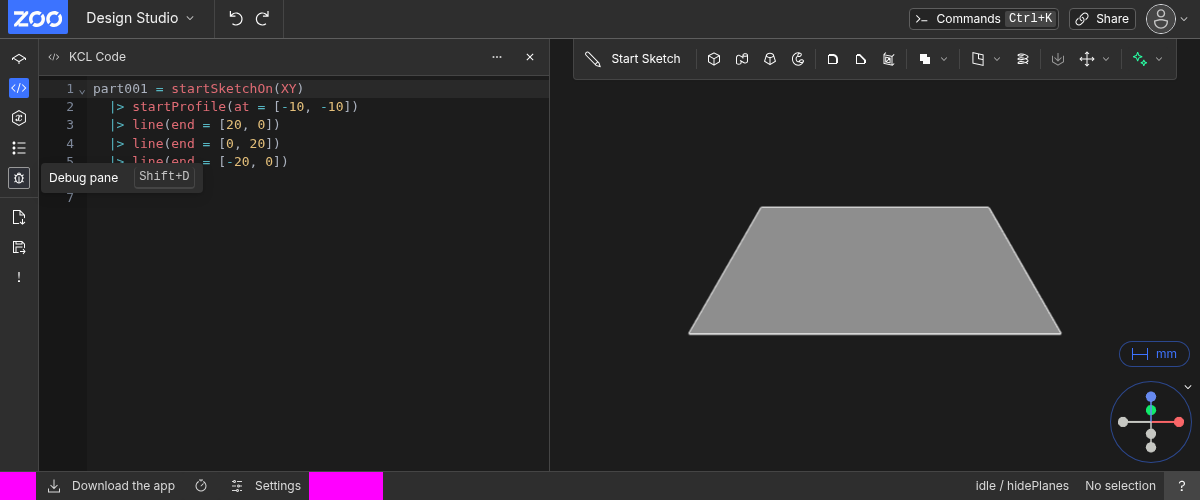 ZOO Design Studio Commands Ctrl+K Share
KCL Code
Start Sketch
1 part001 = startSketchOn(XY)
2 |> startProfile(at = [-10, -10])
3 |> line(end = [20, 0])
4 |> line(end = [0, 20])
5 |> line(end = [-20, 0])
Debug pane Shift+D
7
mm
Download the app Settings idle / hidePlanes No selection ?